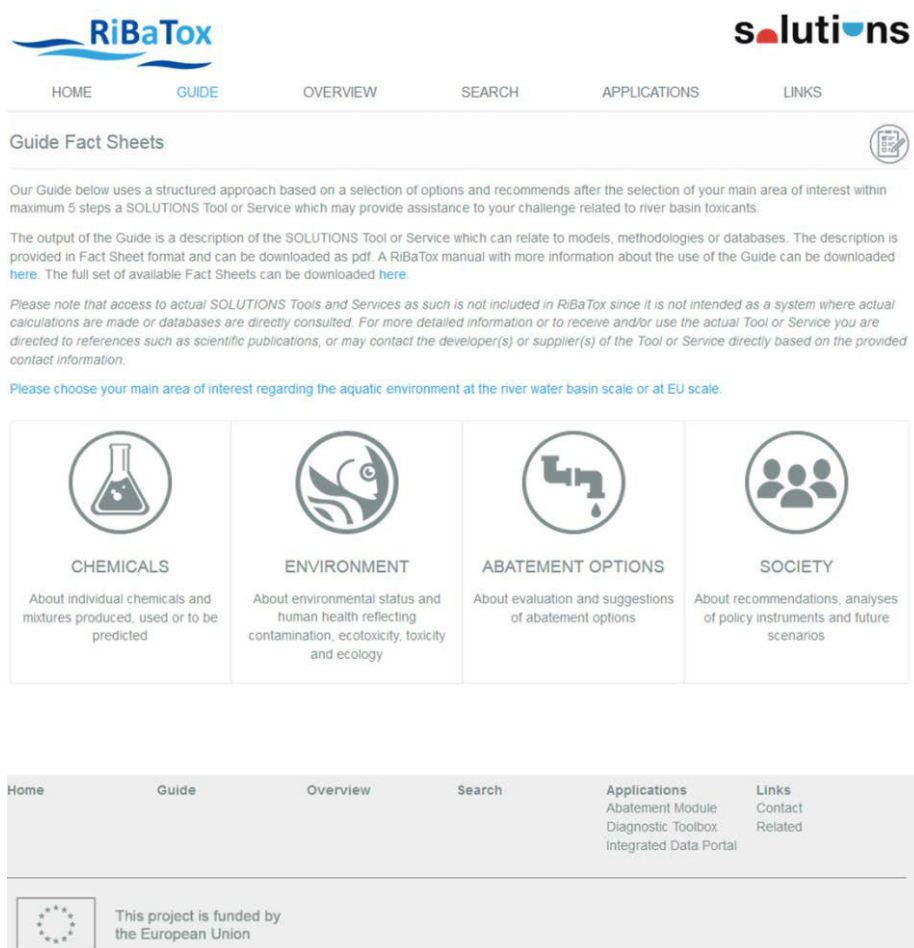 RiBaTox
solutions
HOME GUIDE OVERVIEW SEARCH APPLICATIONS LINKS
Guide Fact Sheets
Our Guide below uses a structured approach based on a selection of options and recommends after the selection of your main area of interest within
maximum 5 steps a SOLUTIONS Tool or Service which may provide assistance to your challenge related to river basin toxicants.
The output of the Guide is a description of the SOLUTIONS Tool or Service which can relate to models, methodologies or databases. The description is
provided in Fact Sheet format and can be downloaded as pdf. A RiBaTox manual with more information about the use of the Guide can be downloaded
here. The full set of available Fact Sheets can be downloaded here.
Please note that access to actual SOLUTIONS Tools and Services as such is not included in RiBaTox since it is not intended as a system where actual
calculations are made or databases are directly consulted. For more detailed information or to receive and/or use the actual Tool or Service you are
directed to references such as scientific publications, or may contact the developer(s) or supplier(s) of the Tool or Service directly based on the provided
contact information.
Please choose your main area of interest regarding the aquatic environment at the river water basin scale or at EU scale.
CHEMICALS
About individual chemicals and
mixtures produced, used or to be
predicted
ENVIRONMENT
About environmental status and
human health reflecting
contamination, ecotoxicity, toxicity
and ecology
ABATEMENT OPTIONS
About evaluation and suggestions
of abatement options
SOCIETY
About recommendations, analyses
of policy instruments and future
scenarios
Home Guide Overview Search Applications Links
Abatement Module Contact
Diagnostic Toolbox Related
Integrated Data Portal
This project is funded by
the European Union